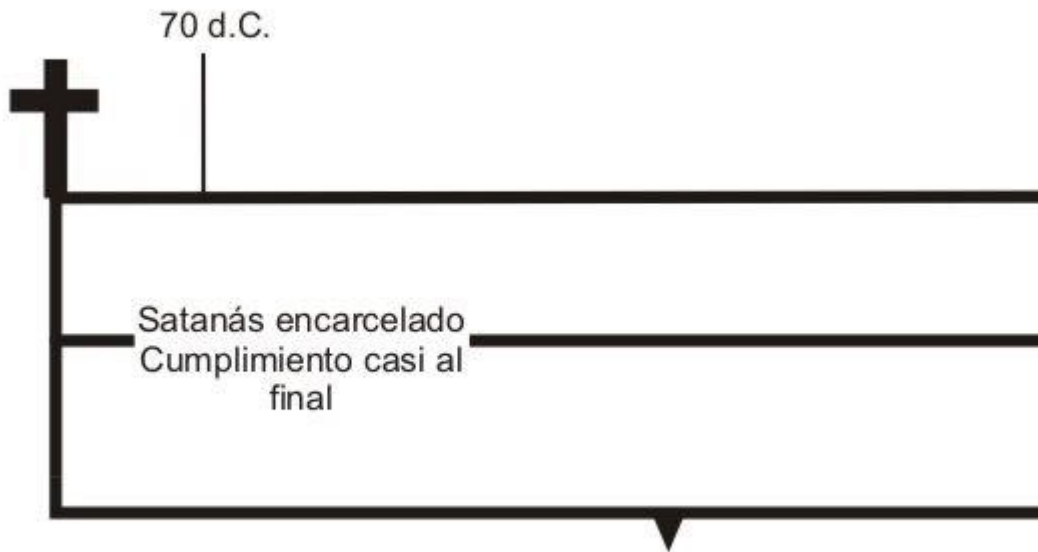 70 d.C.
Satanás encarcelado
Cumplimiento casi al
final